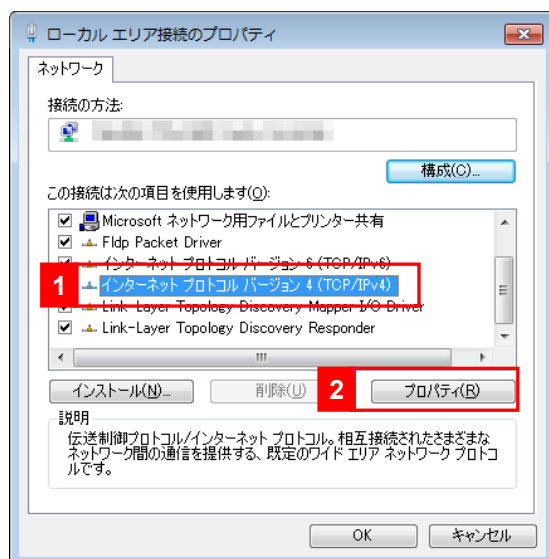 ローカル エリア接続のプロパティ
ネットワーク
接続の方法:
構成(C)...
この接続は次の項目を使用します(O):
Microsoft ネットワーク用ファイルとプリンター共有
Fldp Packet Driver
インターネット プロトコル バージョン 6 (TCP/IPv6)
1
インターネット プロトコル バージョン 4 (TCP/IPv4)
Link-Layer Topology Discovery Mapper I/O Driver
Link-Layer Topology Discovery Responder
インストール(N)...
削除(U)
2
プロパティ(R)
説明
伝送制御プロトコル/インターネット プロトコル。相互接続されたさまざまな
ネットワーク間の通信を提供する、既定のワイド エリア ネットワーク プロトコ
ルです。
OK
キャンセル